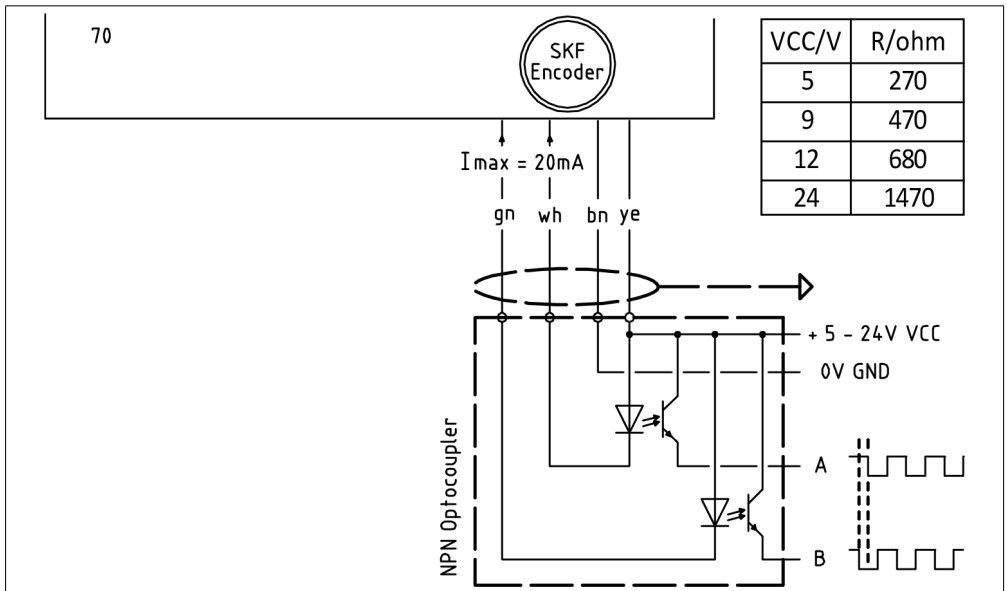 70
SKF
Encoder
VCC/V R/ohm
5 270
9 470
12 680
24 1470
Imax = 20mA
gn wh bn ye
+ 5 - 24V VCC
0V GND
NPN Optocoupler
A
B